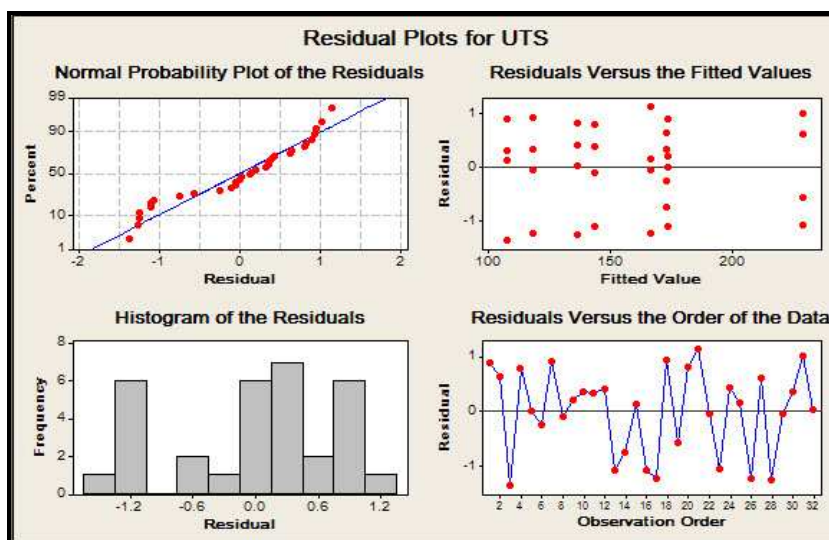 Residual Plots for UTS
Normal Probability Plot of the Residuals
99
90
50
10
1
Percent
-2 -1 0 1 2
Residual
Residuals Versus the Fitted Values
1
0
-1
Residual
100 150 200
Fitted Value
Histogram of the Residuals
8
6
4
2
0
Frequency
-1.2 -0.6 0.0 0.6 1.2
Residual
Residuals Versus the Order of the Data
1
0
-1
Residual
2 4 6 8 10 12 14 16 18 20 22 24 26 28 30 32
Observation Order